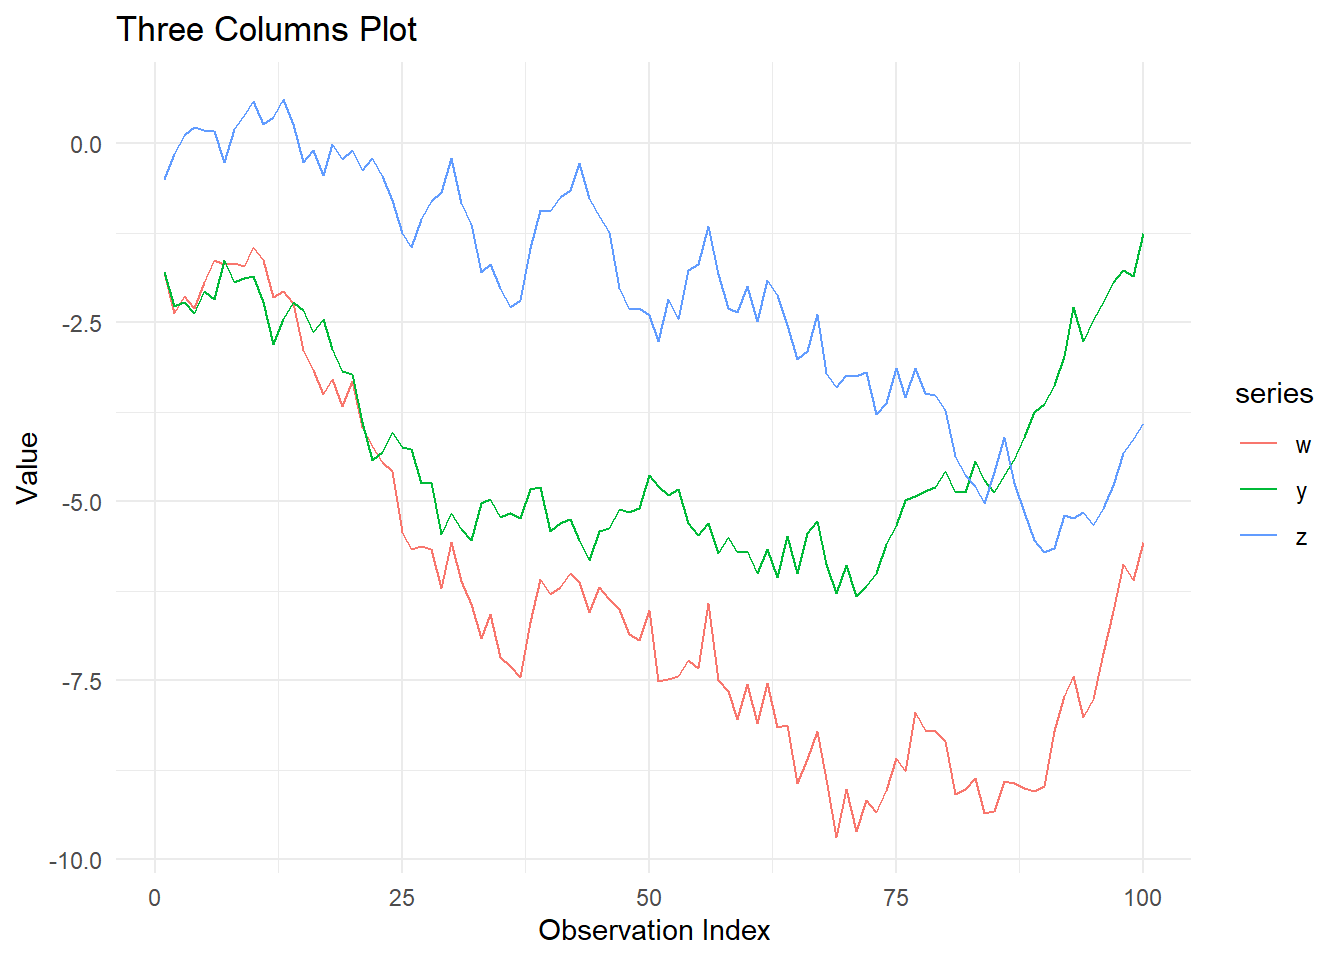 Three Columns Plot
0.0
-2.5
-5.0
-7.5
-10.0
Value
0 25 50 75 100
Observation Index
series
w
y
z